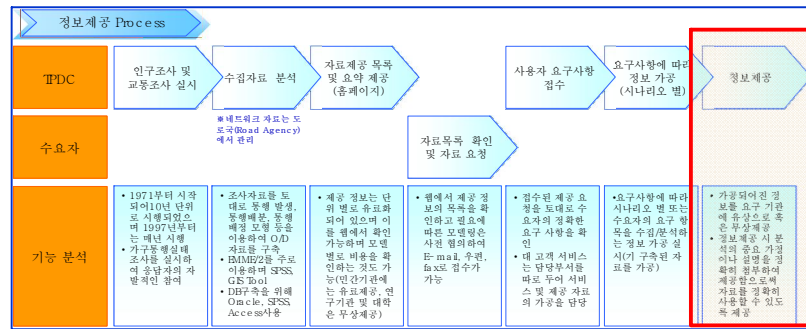 정보제공 Process
TPDC
인구조사 및
교통조사 실시
수집자료 분석
자료제공 목록
및 요약 제공
(홈페이지)
사용자 요구사항
접수
요구사항에 따라
정보 가공
(시나리오 별)
정보제공
※네트워크 자료는 도
로국(Road Agency)
에서 관리
수요자
자료목록 확인
및 자료 요청
기능 분석
• 1971부터 시작
되어10년 단위
로 시행되었으
며 1997년부터
는 매년 시행
• 가구통행실태
조사를 실시하
여 응답자의 자
발적인 참여
• 조사자료를 토
대로 통행 발생,
통행배분, 통행
배정 모형 등을
이용하여 O/D
자료를 구축
• EMME/2를 주로
이용하며 SPSS,
GIS Tool
• DB구축을 위해
Oracle, SPSS,
Access사용
• 제공 정보는 단
위 별로 유료화
되어 있으며 이
를 웹에서 확인
가능하며 모델
별로 비용을 확
인하는 것도 가
능(민간기관에
는 유료제공, 연
구기관 및 대학
은 무상제공)
• 웹에서 제공 정
보의 목록을 확
인하고 필요에
따른 모델링은
사전 협의하여
E-mail, 우편,
fax로 접수가
가능
• 접수된 제공 요
청을 토대로 수
요자의 정확한
요구 사항을 확
인
• 대 고객 서비스
는 담당부서를
따로 두어 서비
스 및 제공 자료
의 가공을 담당
•요구사항에 따라
시나리오 별 또는
수요자의 요구 항
목을 수집/분석하
는 정보 가공 실
시(기 구축된 자
료를 가공)
• 가공되어진 정
보를 요구 기관
에 유상으로 혹
은 무상제공
• 정보제공 시 분
석의 중요 가정
이나 설명을 정
확히 첨부하여
제공함으로써
자료를 정확히
사용할 수 있도
록 제공